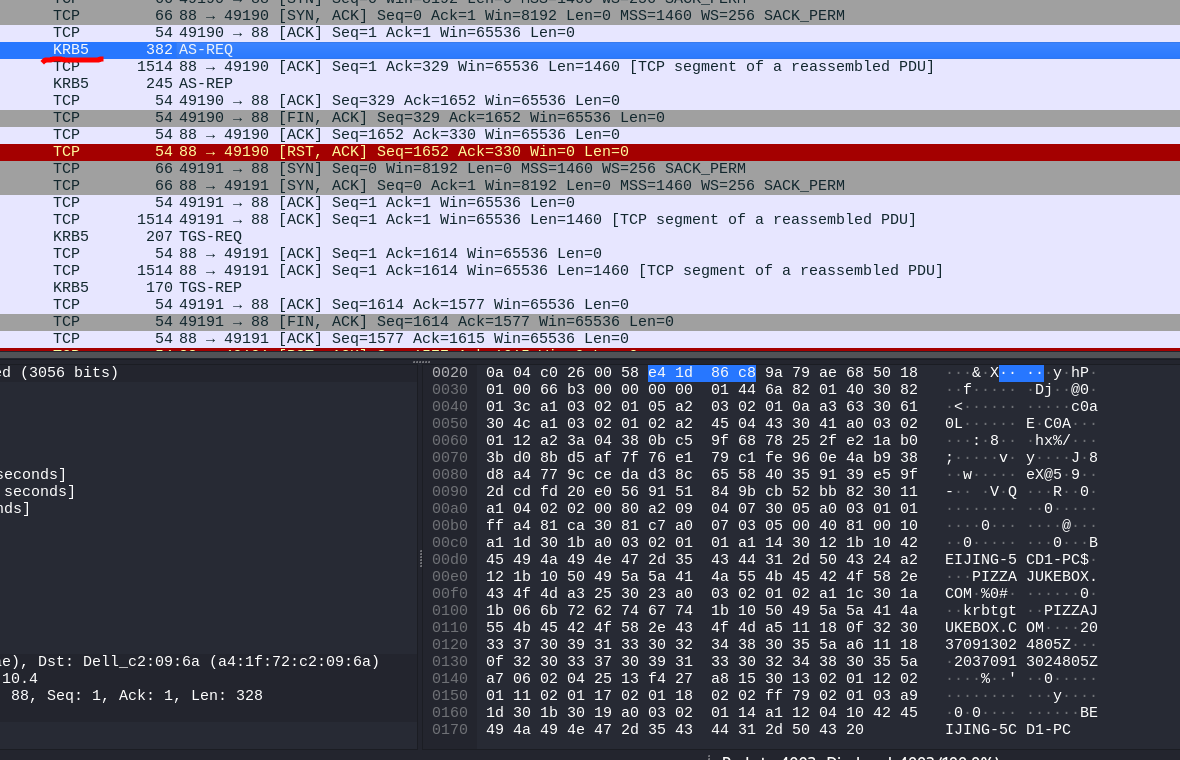 TCP 66 49190 → 88 [SYN] Seq=0 Win=8192 Len=0 MSS=1460 WS=256 SACK_PERM
TCP 66 88 → 49190 [SYN, ACK] Seq=0 Ack=1 Win=8192 Len=0 MSS=1460 WS=256 SACK_PERM
TCP 54 49190 → 88 [ACK] Seq=1 Ack=1 Win=65536 Len=0
KRB5 382 AS-REQ
TCP 1514 88 → 49190 [ACK] Seq=1 Ack=329 Win=65536 Len=1460 [TCP segment of a reassembled PDU]
KRB5 245 AS-REP
TCP 54 49190 → 88 [ACK] Seq=329 Ack=1652 Win=65536 Len=0
TCP 54 49190 → 88 [FIN, ACK] Seq=329 Ack=1652 Win=65536 Len=0
TCP 54 88 → 49190 [ACK] Seq=1652 Ack=330 Win=65536 Len=0
TCP 54 88 → 49190 [RST, ACK] Seq=1652 Ack=330 Win=0 Len=0
TCP 66 49191 → 88 [SYN] Seq=0 Win=8192 Len=0 MSS=1460 WS=256 SACK_PERM
TCP 66 88 → 49191 [SYN, ACK] Seq=0 Ack=1 Win=8192 Len=0 MSS=1460 WS=256 SACK_PERM
TCP 54 49191 → 88 [ACK] Seq=1 Ack=1 Win=65536 Len=0
TCP 1514 49191 → 88 [ACK] Seq=1 Ack=1 Win=65536 Len=1460 [TCP segment of a reassembled PDU]
KRB5 207 TGS-REQ
TCP 54 88 → 49191 [ACK] Seq=1 Ack=1614 Win=65536 Len=0
TCP 1514 88 → 49191 [ACK] Seq=1 Ack=1614 Win=65536 Len=1460 [TCP segment of a reassembled PDU]
KRB5 170 TGS-REP
TCP 54 49191 → 88 [ACK] Seq=1614 Ack=1577 Win=65536 Len=0
TCP 54 49191 → 88 [FIN, ACK] Seq=1614 Ack=1577 Win=65536 Len=0
TCP 54 88 → 49191 [ACK] Seq=1577 Ack=1615 Win=65536 Len=0
ed (3056 bits)
seconds]
seconds]
nds]
ae), Dst: Dell_c2:09:6a (a4:1f:72:c2:09:6a)
10.4
88, Seq: 1, Ack: 1, Len: 328
0020 0a 04 c0 26 00 58 e4 1d 86 c8 9a 79 ae 68 50 18 ···&·X·· ···y·hP·
0030 01 00 66 b3 00 00 00 00 01 44 6a 82 01 40 30 82 ··f····· ·Dj··@0·
0040 01 3c a1 03 02 01 05 a2 03 02 01 0a a3 63 30 61 ·<······ ·····c0a
0050 30 4c a1 03 02 01 02 a2 45 04 43 30 41 a0 03 02 0L······ E·C0A···
0060 01 12 a2 3a 04 38 0b c5 9f 68 78 25 2f e2 1a b0 ···:·8·· ·hx%/···
0070 3b d0 8b d5 af 7f 76 e1 79 c1 fe 96 0e 4a b9 38 ;·····v· y····J·8
0080 d8 a4 77 9c ce da d3 8c 65 58 40 35 91 39 e5 9f ··w····· eX@5·9··
0090 2d cd fd 20 e0 56 91 51 84 9b cb 52 bb 82 30 11 -·· ·V·Q ···R··0·
00a0 a1 04 02 02 00 80 a2 09 04 07 30 05 a0 03 01 01 ········ ··0·····
00b0 ff a4 81 ca 30 81 c7 a0 07 03 05 00 40 81 00 10 ····0··· ····@···
00c0 a1 1d 30 1b a0 03 02 01 01 a1 14 30 12 1b 10 42 ··0····· ···0···B
00d0 45 49 4a 49 4e 47 2d 35 43 44 31 2d 50 43 24 a2 EIJING-5 CD1-PC$·
00e0 12 1b 10 50 49 5a 5a 41 4a 55 4b 45 42 4f 58 2e ···PIZZA JUKEBOX.
00f0 43 4f 4d a3 25 30 23 a0 03 02 01 02 a1 1c 30 1a COM·%0#· ······0·
0100 1b 06 6b 72 62 74 67 74 1b 10 50 49 5a 5a 41 4a ··krbtgt ··PIZZAJ
0110 55 4b 45 42 4f 58 2e 43 4f 4d a5 11 18 0f 32 30 UKEBOX.C OM····20
0120 33 37 30 39 31 33 30 32 34 38 30 35 5a a6 11 18 37091302 4805Z···
0130 0f 32 30 33 37 30 39 31 33 30 32 34 38 30 35 5a ·2037091 3024805Z
0140 a7 06 02 04 25 13 f4 27 a8 15 30 13 02 01 12 02 ····%··' ··0·····
0150 01 11 02 01 17 02 01 18 02 02 ff 79 02 01 03 a9 ········ ···y····
0160 1d 30 1b 30 19 a0 03 02 01 14 a1 12 04 10 42 45 ·0·0···· ······BE
0170 49 4a 49 4e 47 2d 35 43 44 31 2d 50 43 20 IJING-5C D1-PC